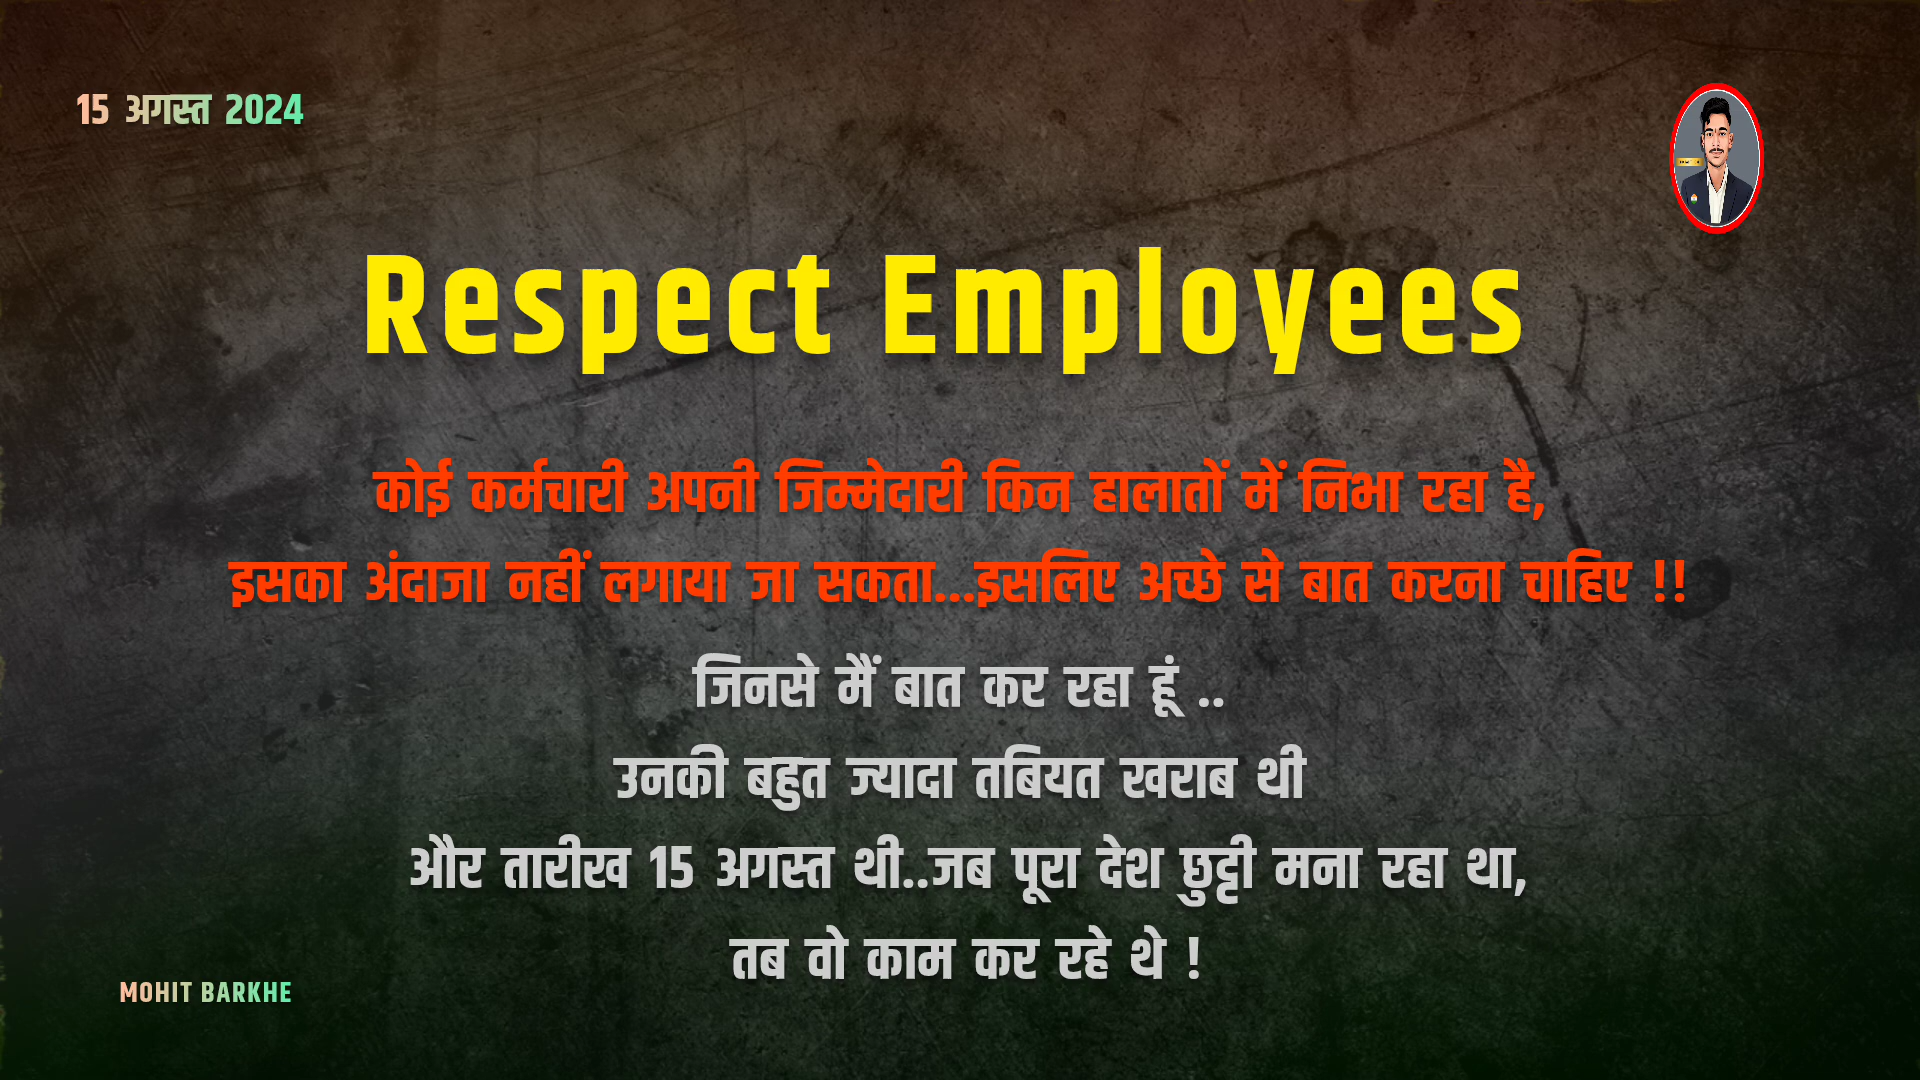 15 अगस्त 2024
Respect Employees
कोई कर्मचारी अपनी जिम्मेदारी किन हालातों में निभा रहा है,
इसका अंदाजा नहीं लगाया जा सकता...इसलिए अच्छे से बात करना चाहिए !!
जिनसे मैं बात कर रहा हूं ..
उनकी बहुत ज्यादा तबियत खराब थी
और तारीख 15 अगस्त थी..जब पूरा देश छुट्टी मना रहा था,
तब वो काम कर रहे थे !
MOHIT BARKHE